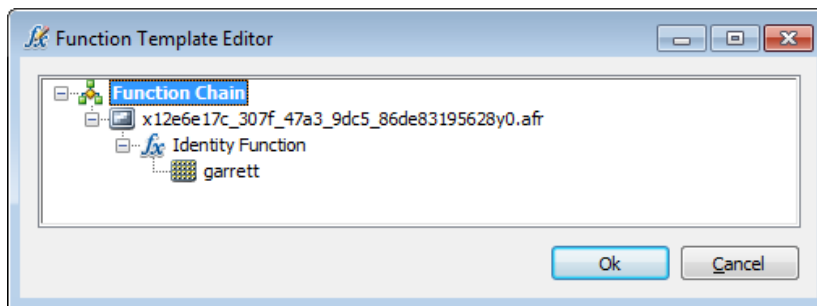 Function Template Editor
Function Chain
x12e6e17c_307f_47a3_9dc5_86de83195628y0.afr
Identity Function
garrett
Ok
Cancel